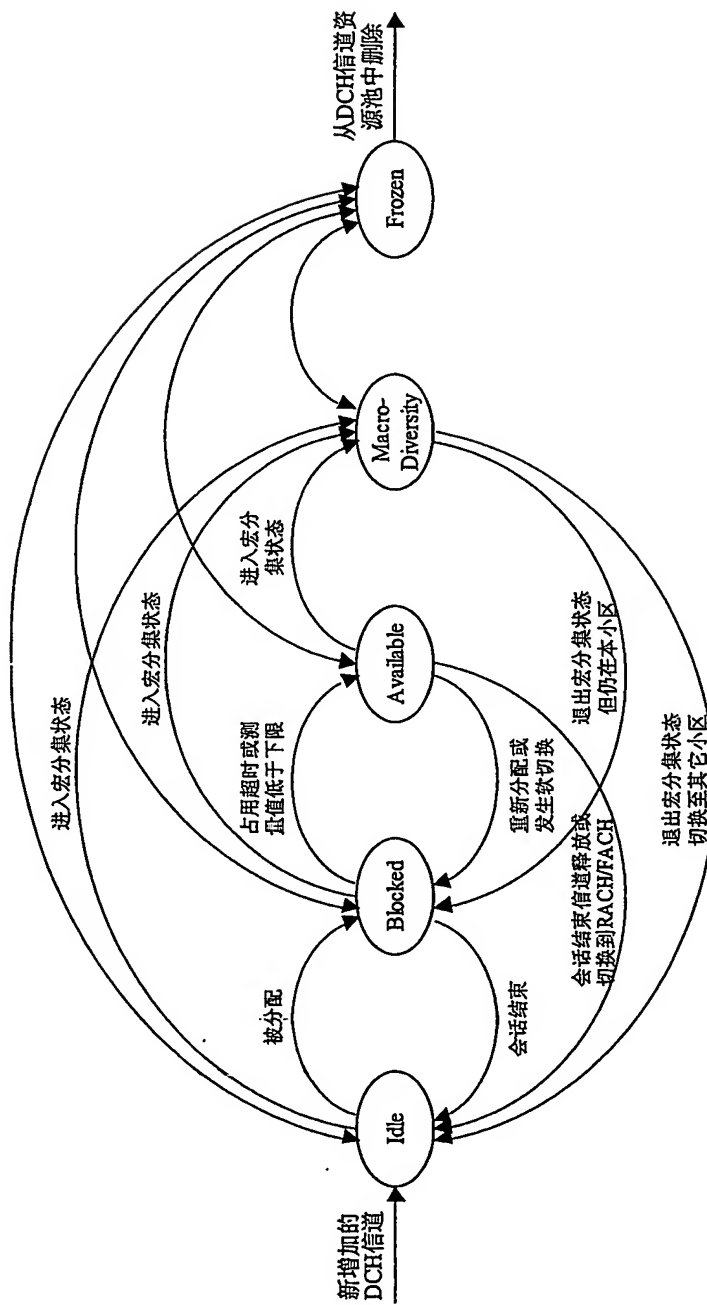 新增加的
DCH信道
Idle
被分配
会话结束
Blocked
占用超时或测
量值低于下限
重新分配或
发生软切换
Available
进入宏分
集状态
进入宏分集状态
进入宏分集状态
会话结束信道释放或
切换到RACH/FACH
退出宏分集状态
但仍在本小区
退出宏分集状态
切换至其它小区
Macro-
Diversity
Frozen
从DCH信道资
源池中删除